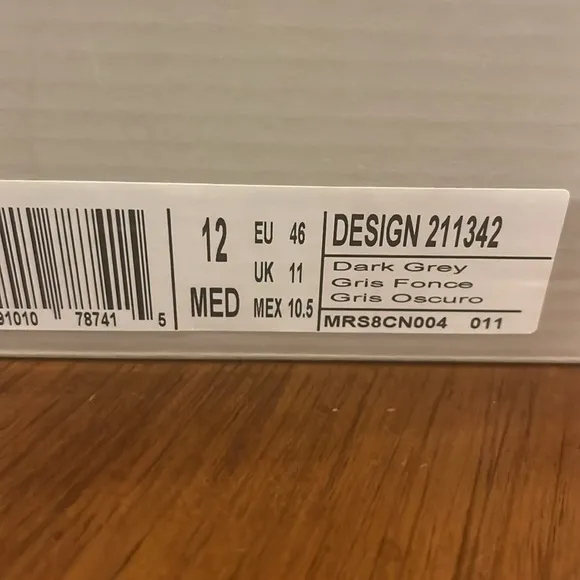 12
MED
EU 46
UK 11
MEX 10.5
DESIGN 211342
Dark Grey
Gris Fonce
Gris Oscuro
MRS8CN004 011
91010 78741 5